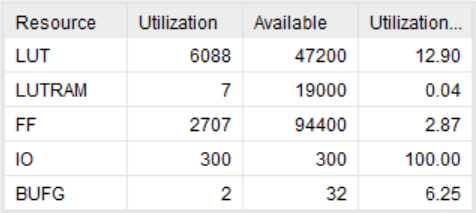 Resource Utilization Available Utilization...
LUT 6088 47200 12.90
LUTRAM 7 19000 0.04
FF 2707 94400 2.87
IO 300 300 100.00
BUFG 2 32 6.25